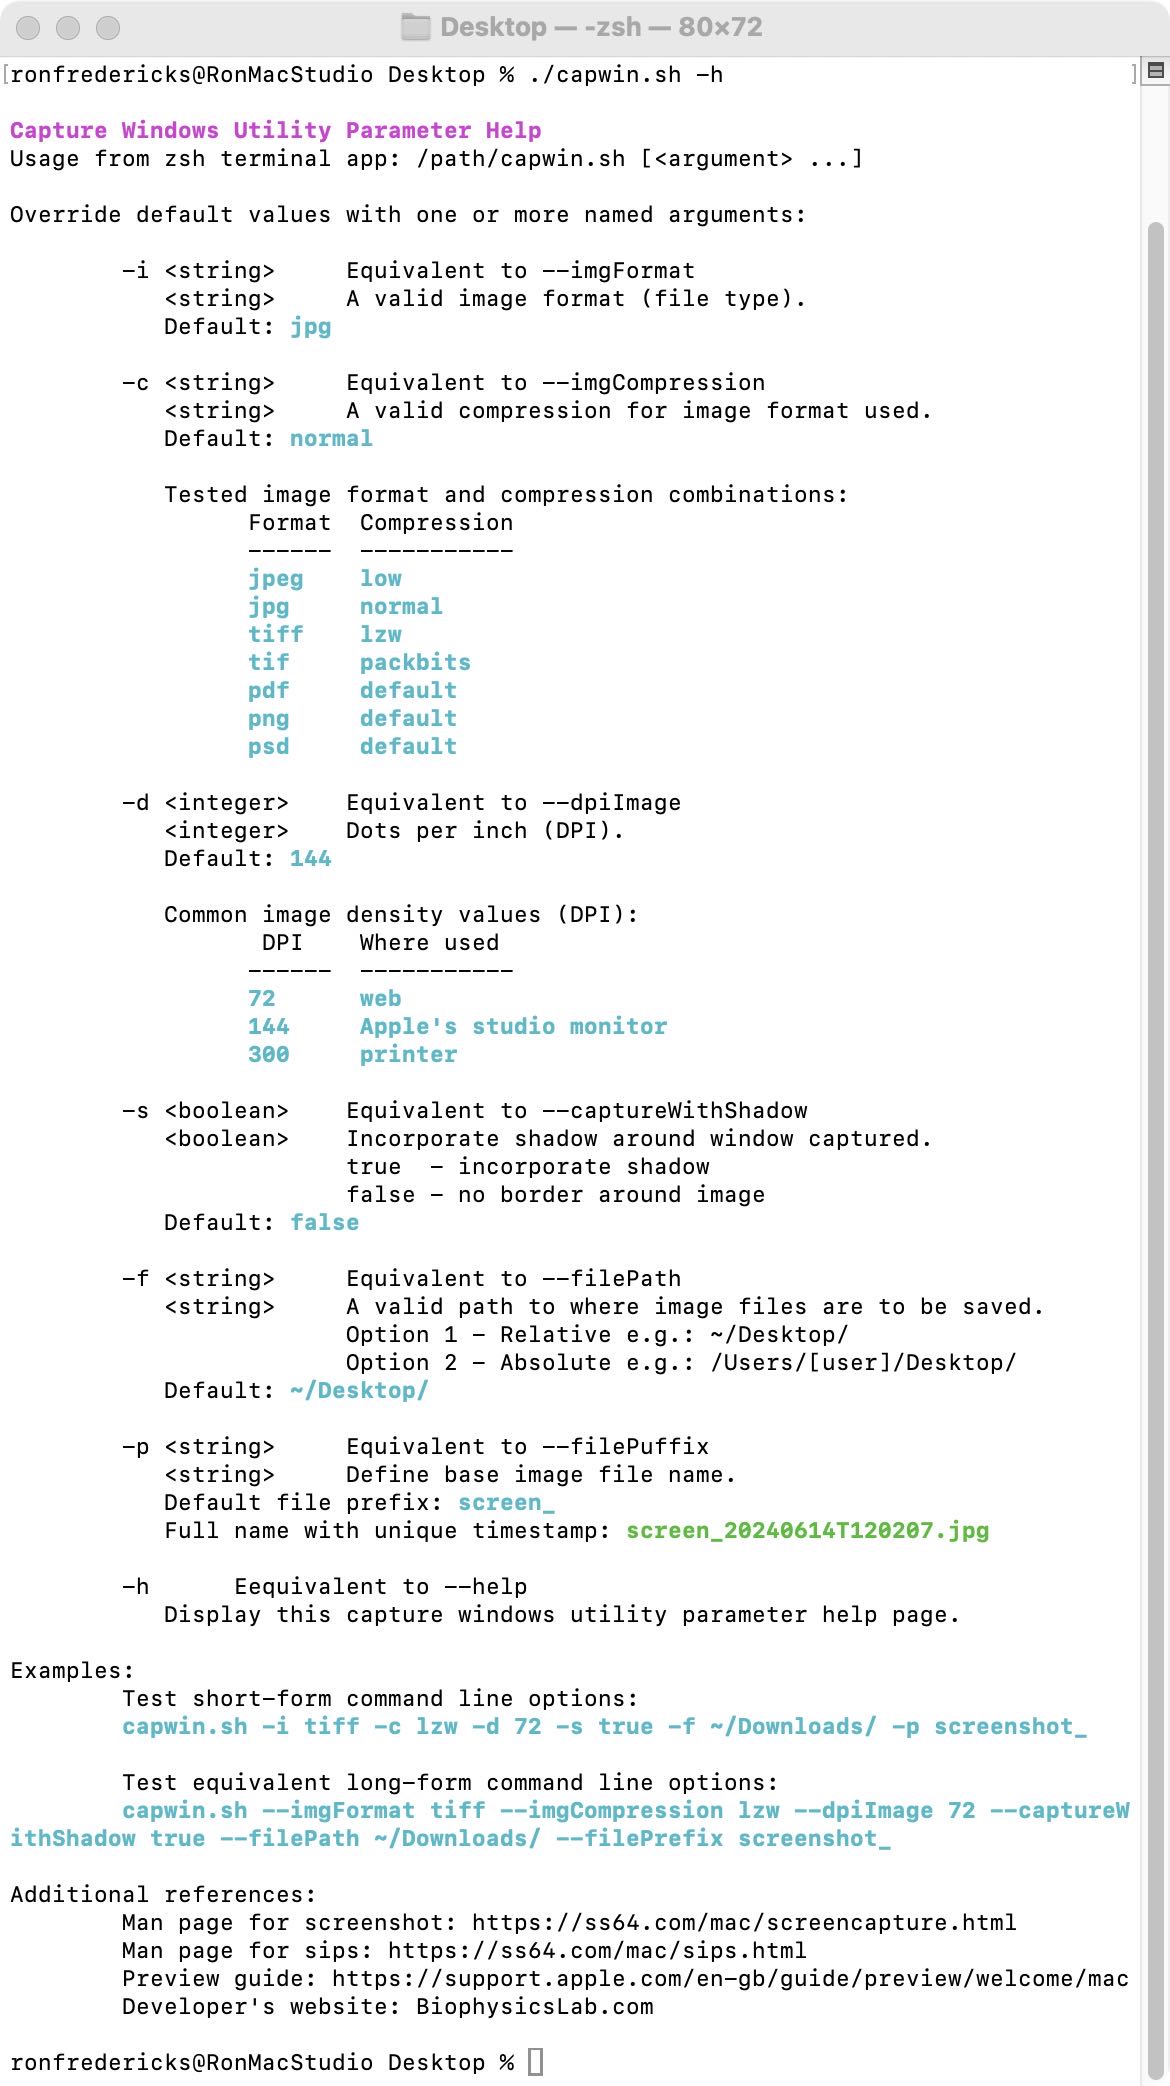 Desktop — -zsh — 80×72
[ronfredericks@RonMacStudio Desktop % ./capwin.sh -h ]
Capture Windows Utility Parameter Help
Usage from zsh terminal app: /path/capwin.sh [<argument> ...]
Override default values with one or more named arguments:
-i <string>     Equivalent to --imgFormat
<string>     A valid image format (file type).
Default: jpg
-c <string>     Equivalent to --imgCompression
<string>     A valid compression for image format used.
Default: normal
Tested image format and compression combinations:
Format  Compression
------  -----------
jpeg    low
jpg     normal
tiff    lzw
tif     packbits
pdf     default
png     default
psd     default
-d <integer>    Equivalent to --dpiImage
<integer>    Dots per inch (DPI).
Default: 144
Common image density values (DPI):
DPI    Where used
------  -----------
72      web
144     Apple's studio monitor
300     printer
-s <boolean>    Equivalent to --captureWithShadow
<boolean>    Incorporate shadow around window captured.
true  - incorporate shadow
false - no border around image
Default: false
-f <string>     Equivalent to --filePath
<string>     A valid path to where image files are to be saved.
Option 1 - Relative e.g.: ~/Desktop/
Option 2 - Absolute e.g.: /Users/[user]/Desktop/
Default: ~/Desktop/
-p <string>     Equivalent to --filePuffix
<string>     Define base image file name.
Default file prefix: screen_
Full name with unique timestamp: screen_20240614T120207.jpg
-h      Eequivalent to --help
Display this capture windows utility parameter help page.
Examples:
Test short-form command line options:
capwin.sh -i tiff -c lzw -d 72 -s true -f ~/Downloads/ -p screenshot_
Test equivalent long-form command line options:
capwin.sh --imgFormat tiff --imgCompression lzw --dpiImage 72 --captureW
ithShadow true --filePath ~/Downloads/ --filePrefix screenshot_
Additional references:
Man page for screenshot: https://ss64.com/mac/screencapture.html
Man page for sips: https://ss64.com/mac/sips.html
Preview guide: https://support.apple.com/en-gb/guide/preview/welcome/mac
Developer's website: BiophysicsLab.com
ronfredericks@RonMacStudio Desktop %